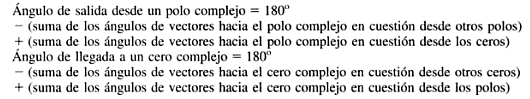 Ángulo de salida desde un polo complejo = 180º
− (suma de los ángulos de vectores hacia el polo complejo en cuestión desde otros polos)
+ (suma de los ángulos de vectores hacia el polo complejo en cuestión desde los ceros)
Ángulo de llegada a un cero complejo = 180º
− (suma de los ángulos de vectores hacia el cero complejo en cuestión desde otros ceros)
+ (suma de los ángulos de vectores hacia el cero complejo en cuestión desde los polos)